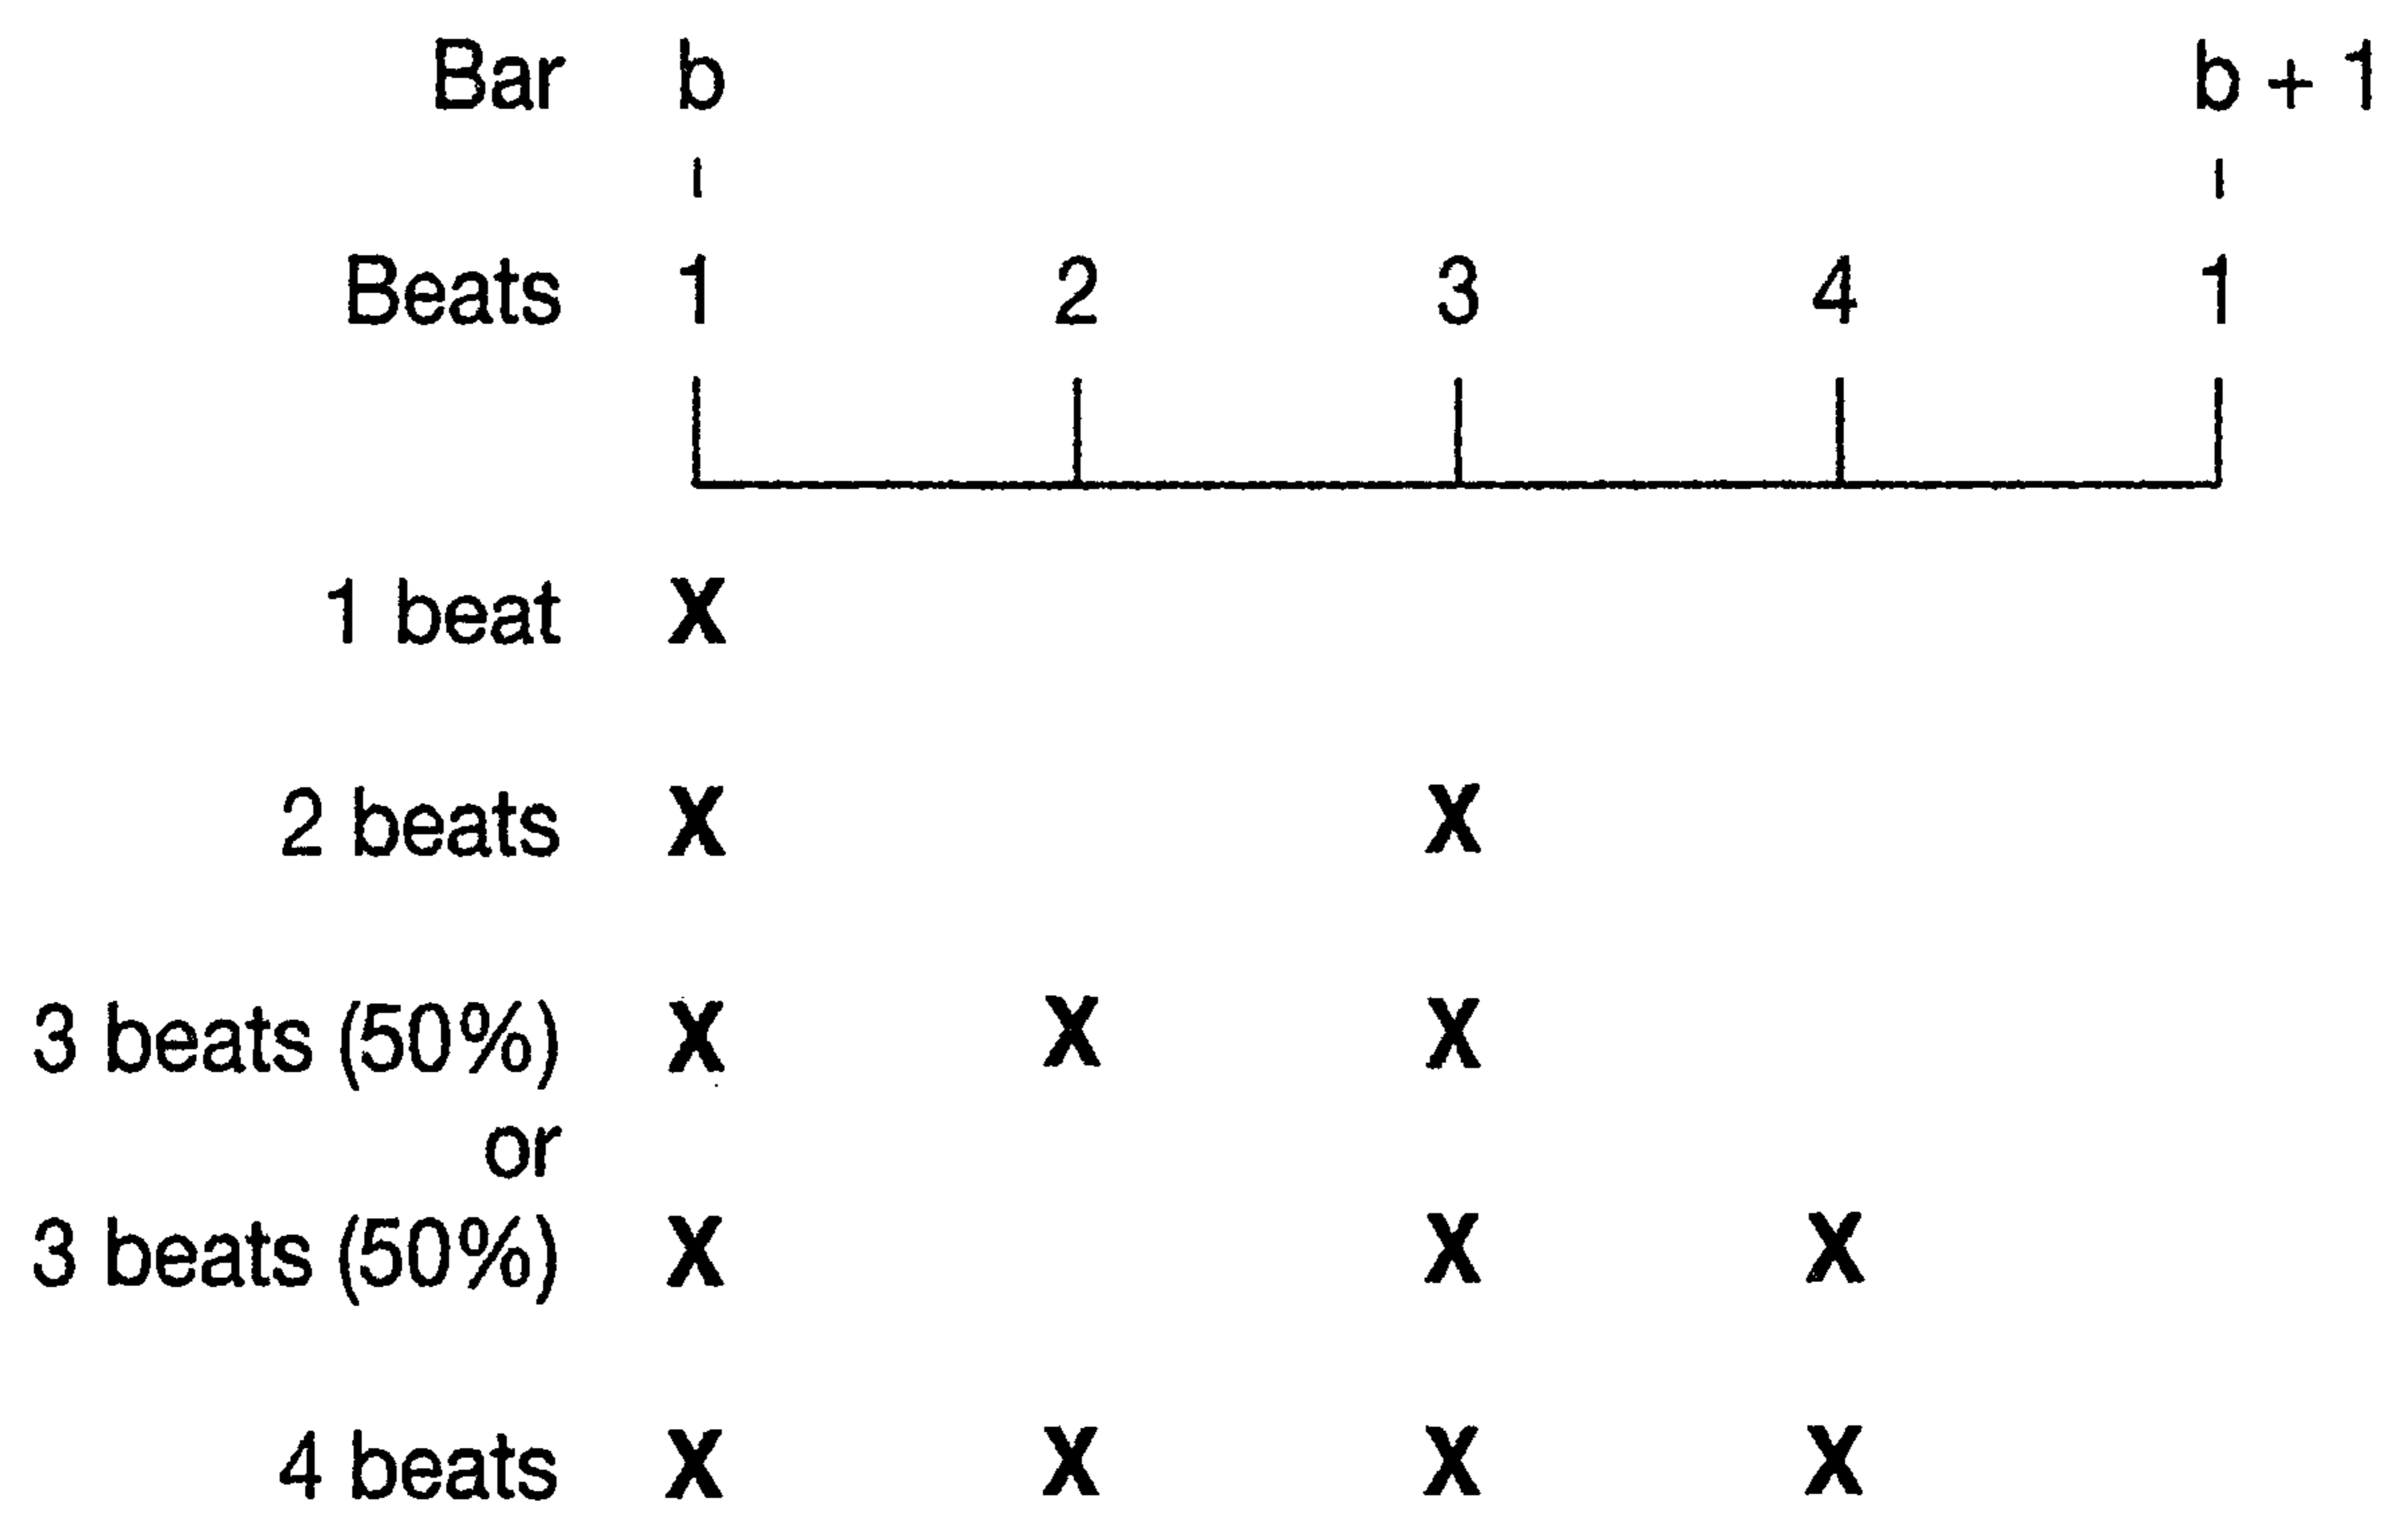 Bar b b + 1
Beats 1 2 3 4 1
1 beat X
2 beats X X
3 beats (50%) X X X
or
3 beats (50%) X X X
4 beats X X X X